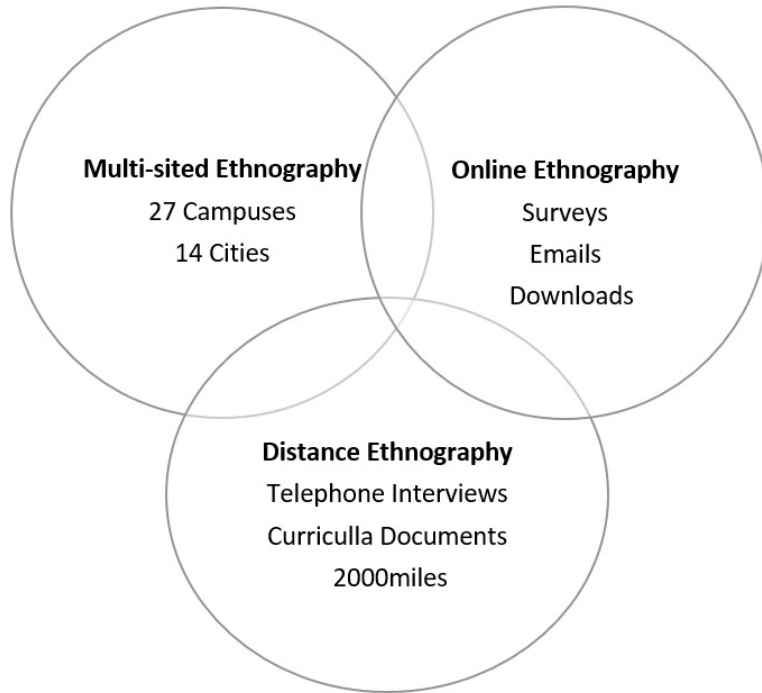 Multi-sited Ethnography
27 Campuses
14 Cities
Online Ethnography
Surveys
Emails
Downloads
Distance Ethnography
Telephone Interviews
Curriculla Documents
2000miles